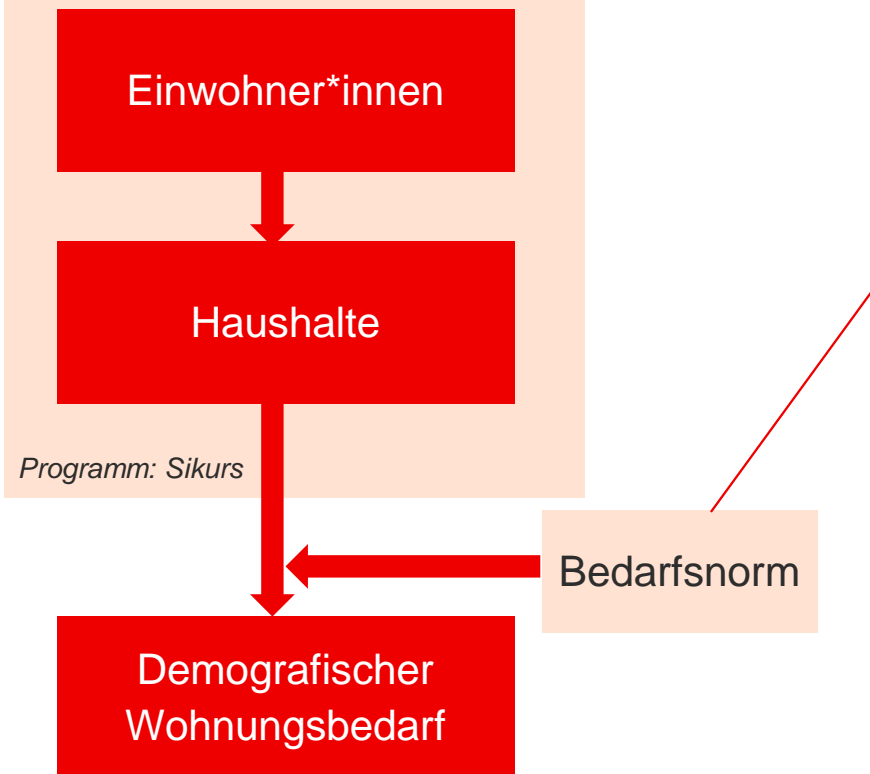 Einwohner*innen
Haushalte
Programm: Sikurs
Bedarfsnorm
Demografischer
Wohnungsbedarf